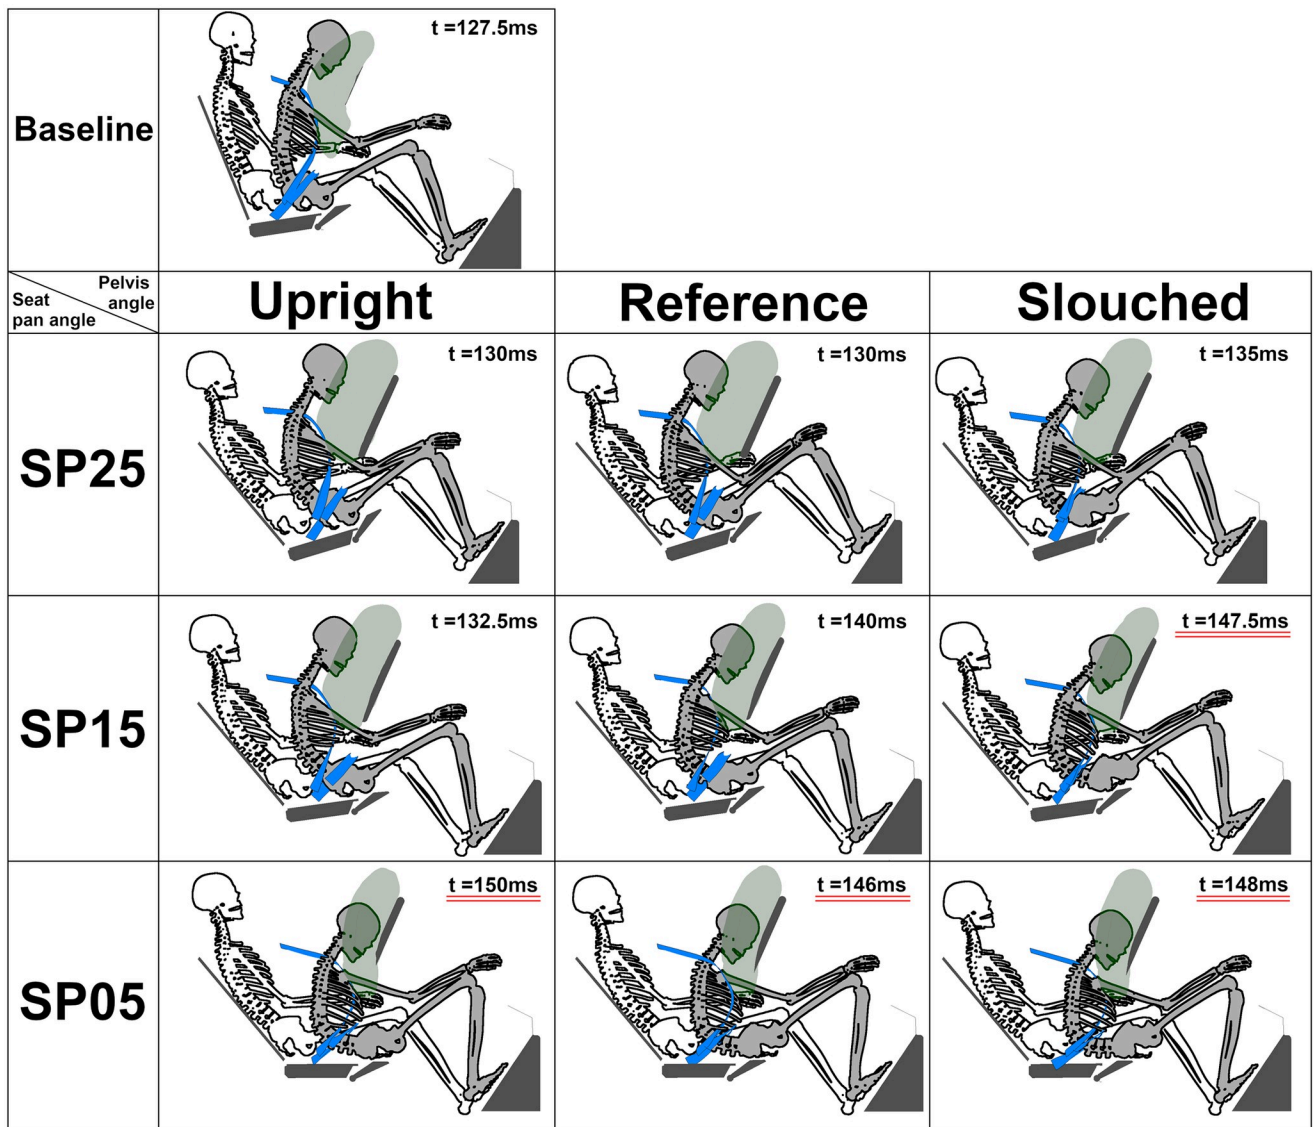 Baseline
t =127.5ms
Pelvis
angle
Seat
pan angle
Upright
Reference
Slouched
SP25
t =130ms
t =130ms
t =135ms
SP15
t =132.5ms
t =140ms
t =147.5ms
SP05
t =150ms
t =146ms
t =148ms